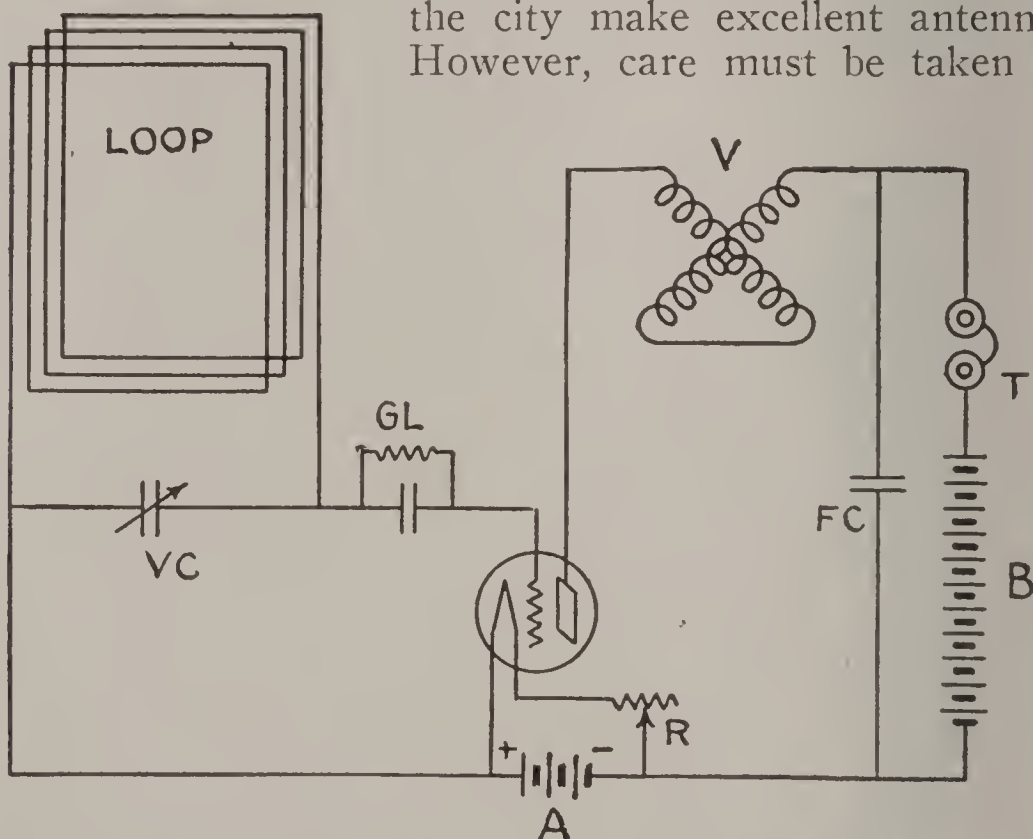 the city make excellent antenn
However, care must be taken
LOOP
V
GL
T
VC
FC
B
R
+ −
A